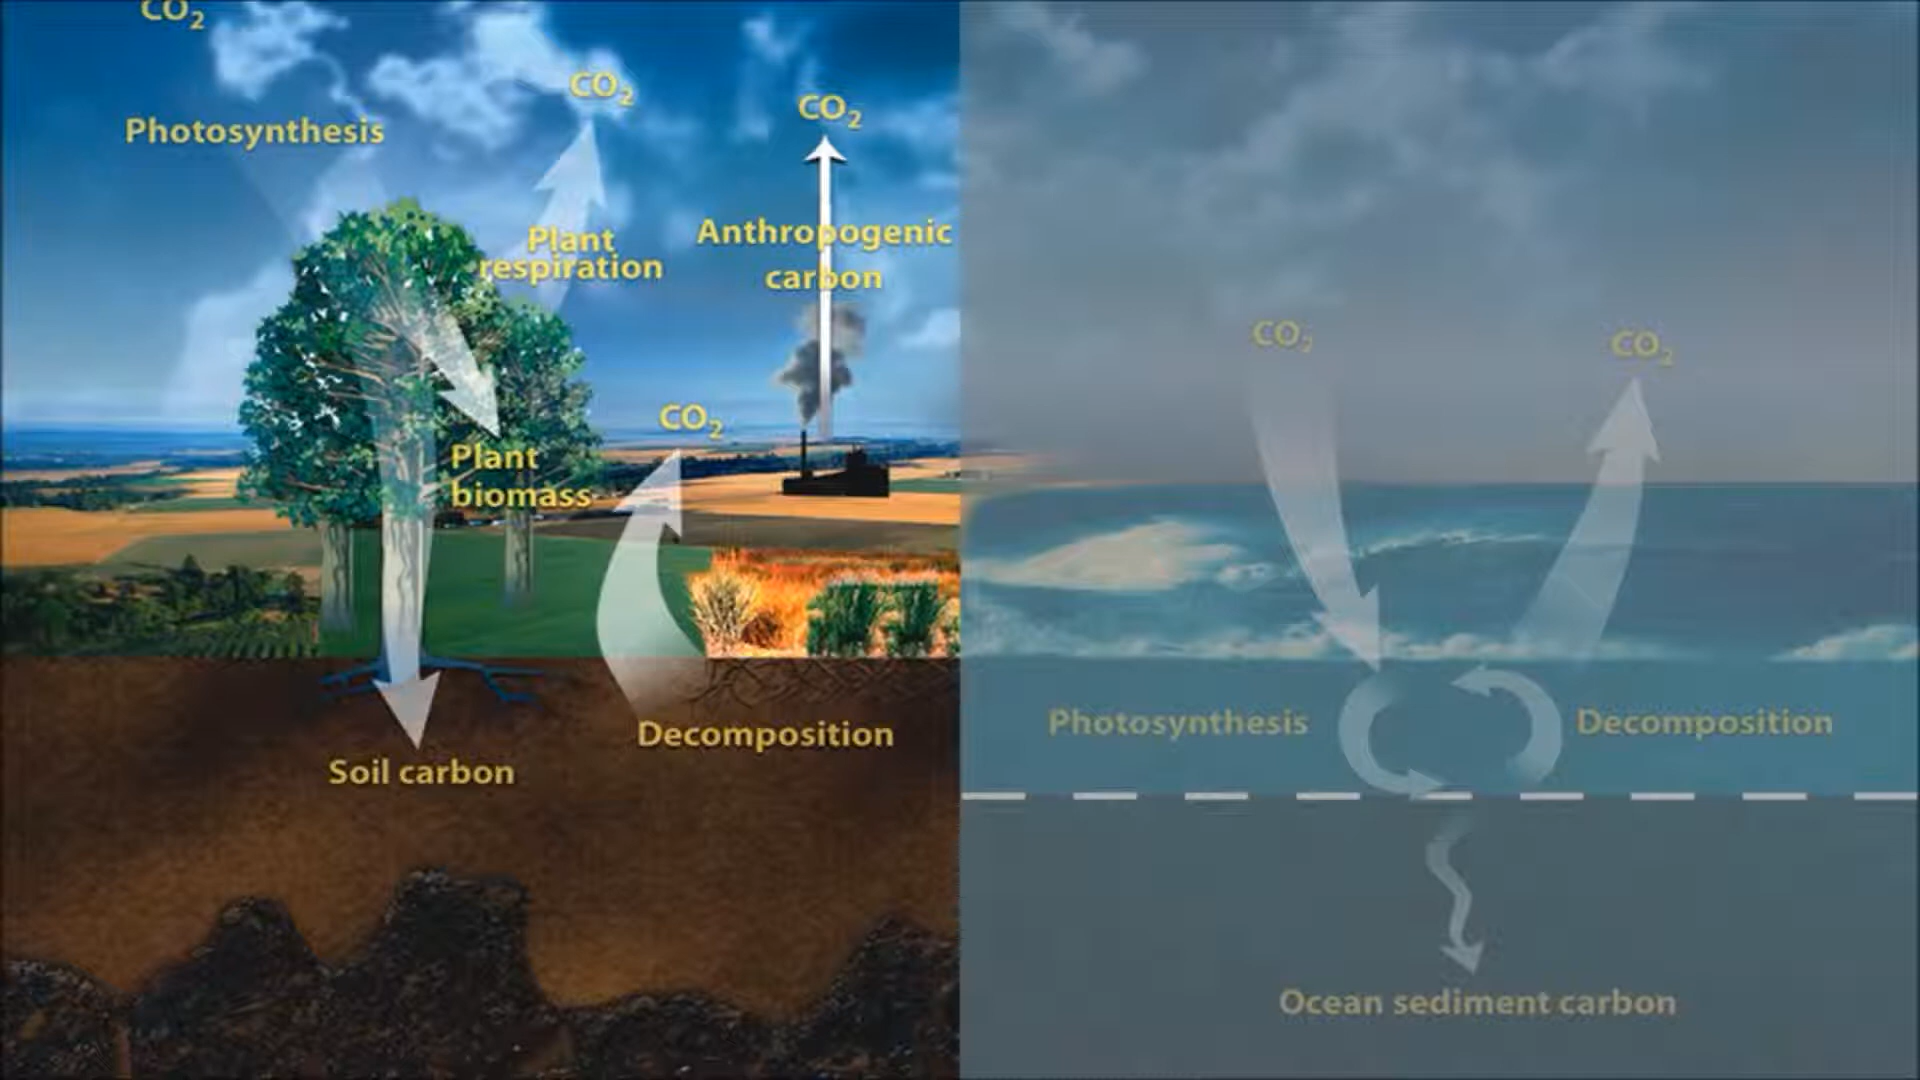 CO₂
CO₂
CO₂
Photosynthesis
Plant
respiration
Anthropogenic
carbon
CO₂
Plant
biomass
Decomposition
Soil carbon
CO₂
CO₂
Photosynthesis
Decomposition
Ocean sediment carbon